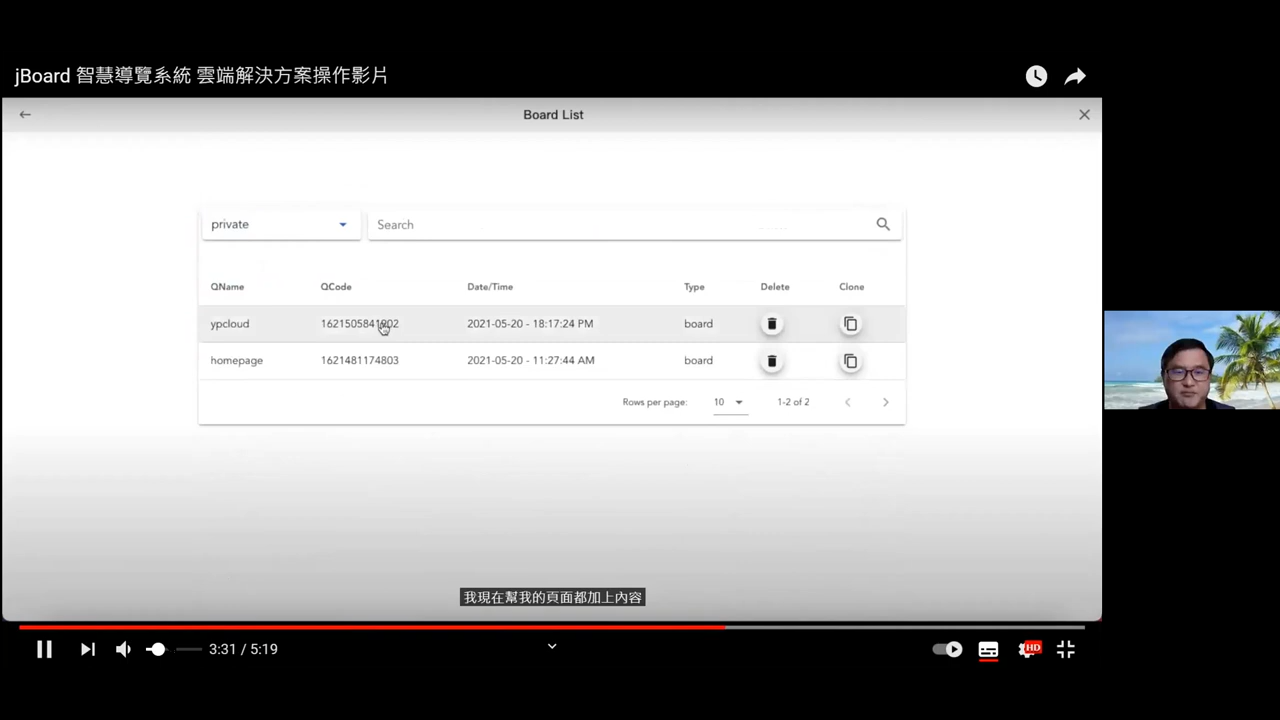 jBoard 智慧導覽系統 雲端解決方案操作影片
Board List
private
Search
QName QCode Date/Time Type Delete Clone
ypcloud 1621505841902 2021-05-20 - 18:17:24 PM board
homepage 1621481174803 2021-05-20 - 11:27:44 AM board
Rows per page: 10 1-2 of 2
我現在幫我的頁面都加上內容
3:31 / 5:19
HD